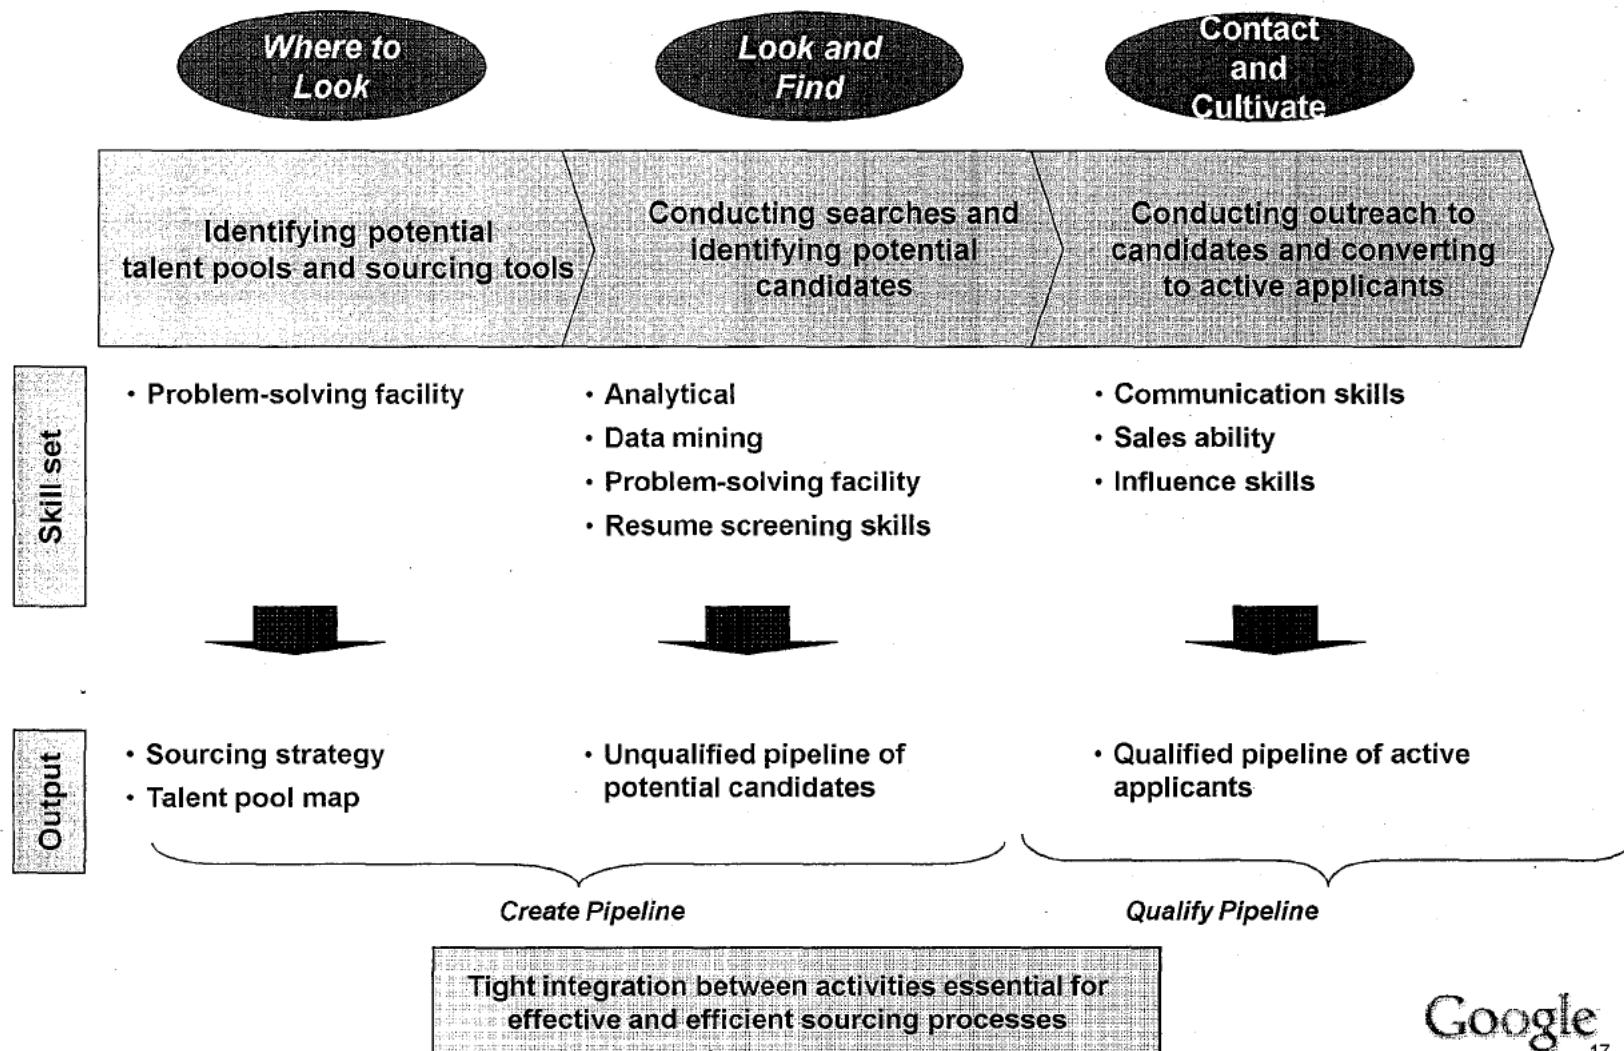 Where to
Look
Look and
Find
Contact
and
Cultivate
Identifying potential
talent pools and sourcing tools
Conducting searches and
identifying potential
candidates
Conducting outreach to
candidates and converting
to active applicants
Skill set
• Problem-solving facility
• Analytical
• Data mining
• Problem-solving facility
• Resume screening skills
• Communication skills
• Sales ability
• Influence skills
Output
• Sourcing strategy
• Talent pool map
• Unqualified pipeline of
potential candidates
• Qualified pipeline of active
applicants
Create Pipeline
Qualify Pipeline
Tight integration between activities essential for
effective and efficient sourcing processes
Google
17